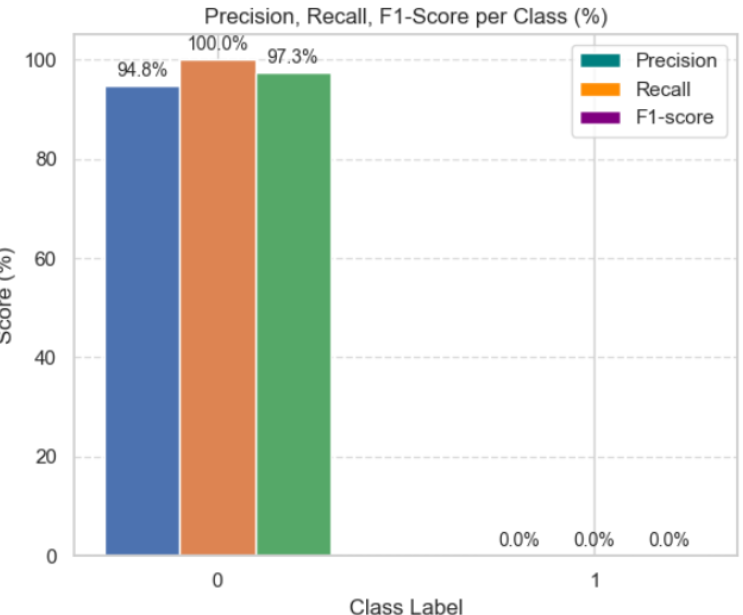 Precision, Recall, F1-Score per Class (%)
100.0%
94.8%
97.3%
Precision
Recall
F1-score
100
80
60
40
20
0
Score (%)
0.0%
0.0%
0.0%
0
1
Class Label